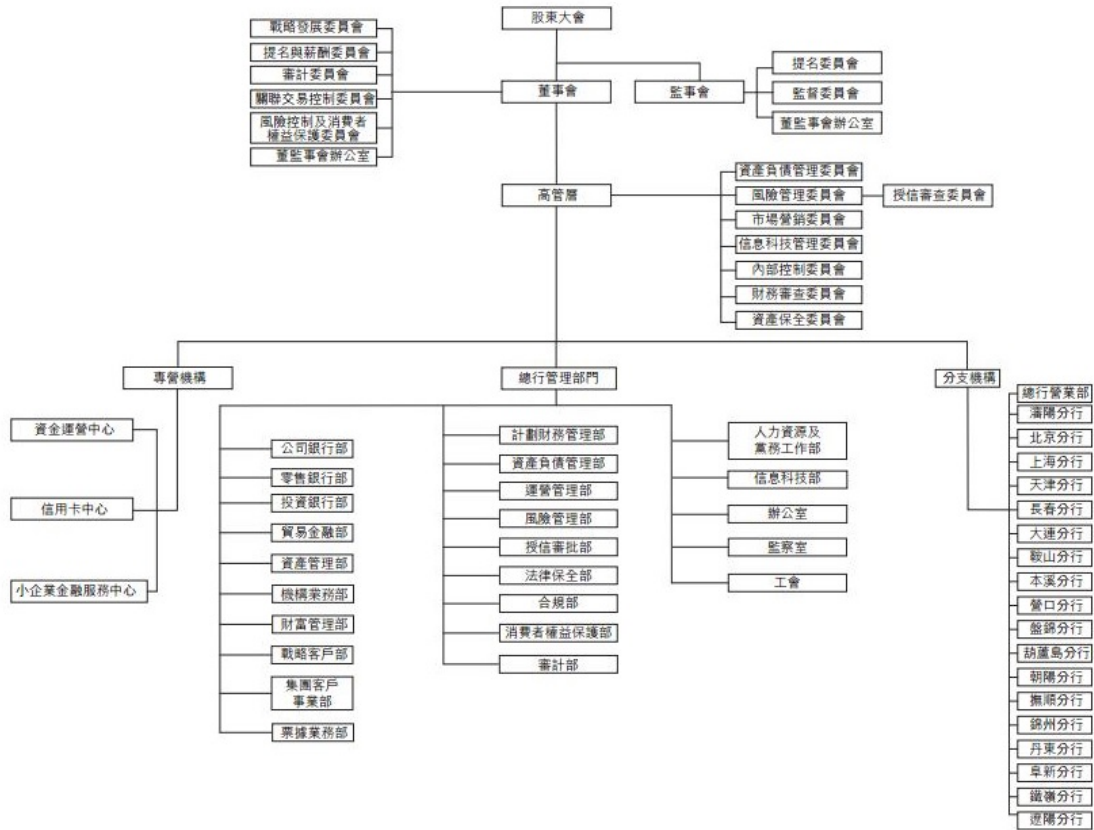 股東大會
戰略發展委員會
提名與薪酬委員會
審計委員會
關聯交易控制委員會
風險控制及消費者
權益保護委員會
董監事會辦公室
董事會
監事會
提名委員會
監督委員會
董監事會辦公室
高管層
資產負債管理委員會
風險管理委員會
授信審查委員會
市場營銷委員會
信息科技管理委員會
內部控制委員會
財務審查委員會
資產保全委員會
專營機構
總行管理部門
分支機構
資金運營中心
信用卡中心
小企業金融服務中心
公司銀行部
零售銀行部
投資銀行部
貿易金融部
資產管理部
機構業務部
財富管理部
戰略客戶部
集團客戶
事業部
票據業務部
計劃財務管理部
資產負債管理部
運營管理部
風險管理部
授信審批部
法律保全部
合規部
消費者權益保護部
審計部
人力資源及
黨務工作部
信息科技部
辦公室
監察室
工會
總行營業部
瀋陽分行
北京分行
上海分行
天津分行
長春分行
大連分行
鞍山分行
本溪分行
營口分行
盤錦分行
葫蘆島分行
朝陽分行
撫順分行
錦州分行
丹東分行
阜新分行
鐵嶺分行
遼陽分行